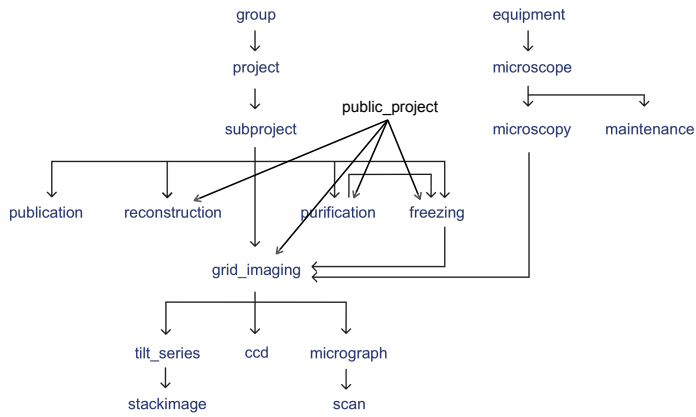 group
equipment
project
microscope
public_project
subproject
microscopy
maintenance
publication
reconstruction
purification
freezing
grid_imaging
tilt_series
ccd
micrograph
stackimage
scan